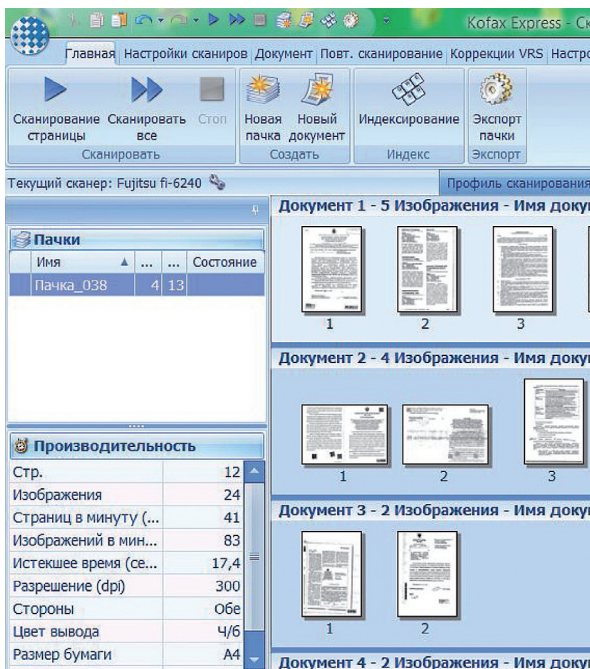 Kofax Express - Ск
Главная Настройки сканиров Документ Повт. сканирование Коррекции VRS Настро
Сканирование страницы Сканировать все Стоп Новая пачка Новый документ Индексирование Экспорт пачки
Сканировать Создать Индекс Экспорт
Текущий сканер: Fujitsu fi-6240 Профиль сканирования
Документ 1 - 5 Изображения - Имя доку
Пачки
Имя ... ... Состояние
Пачка_038 4 13
1 2 3
Документ 2 - 4 Изображения - Имя доку
1 2 3
Производительность
Стр. 12
Изображения 24
Страниц в минуту (... 41
Изображений в мин... 83
Истекшее время (се... 17,4
Разрешение (dpi) 300
Стороны Обе
Цвет вывода Ч/б
Размер бумаги A4
Документ 3 - 2 Изображения - Имя доку
1 2
Документ 4 - 2 Изображения - Имя доку